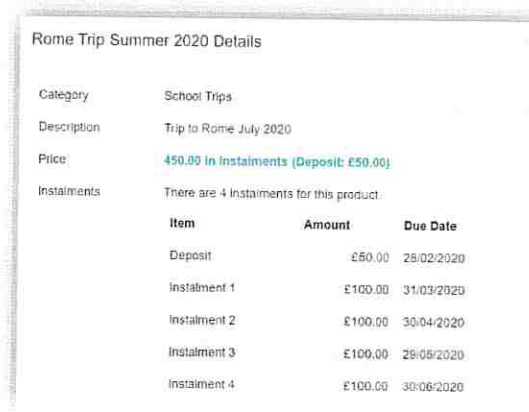 Rome Trip Summer 2020 Details
Category School Trips
Description Trip to Rome July 2020
Price 450.00 in Instalments (Deposit: £50.00)
Instalments There are 4 instalments for this product
Item Amount Due Date
Deposit £50.00 28/02/2020
Instalment 1 £100.00 31/03/2020
Instalment 2 £100.00 30/04/2020
Instalment 3 £100.00 29/05/2020
Instalment 4 £100.00 30/06/2020